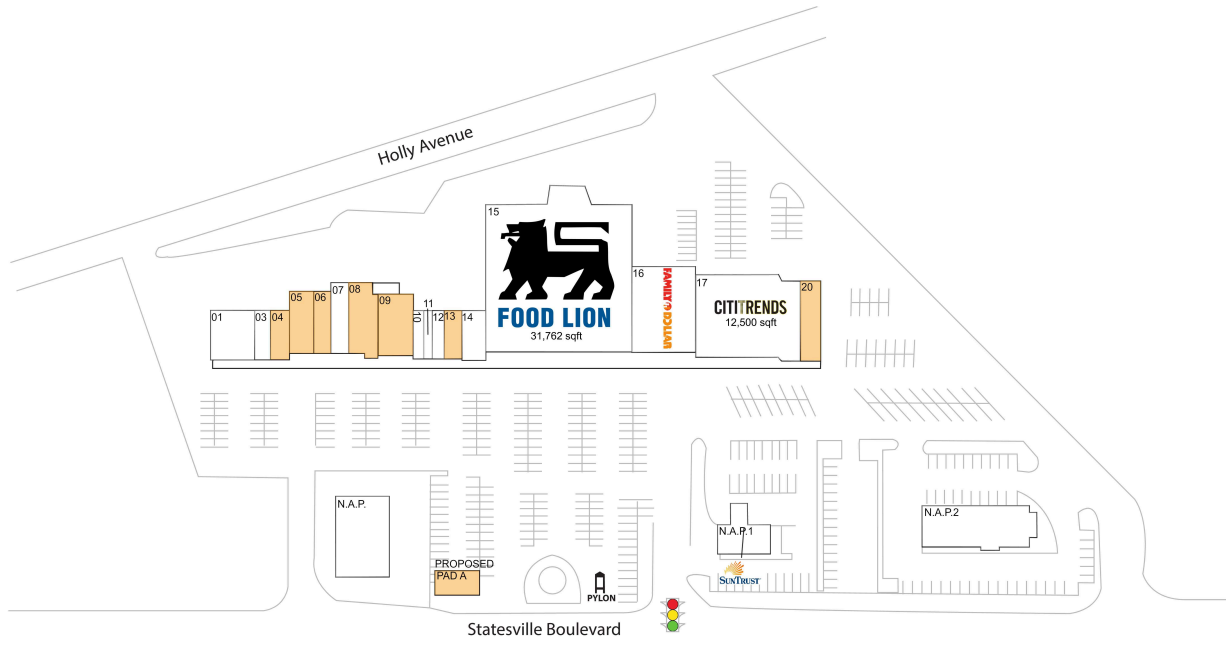 Holly Avenue
15
FOOD LION
31,762 sqft
16
FAMILY DOLLAR
17
CITITRENDS
12,500 sqft
20
01
03
04
05
06
07
08
09
10
11
12
13
14
N.A.P.
PROPOSED
PAD A
PYLON
N.A.P.1
SUNTRUST
N.A.P.2
Statesville Boulevard